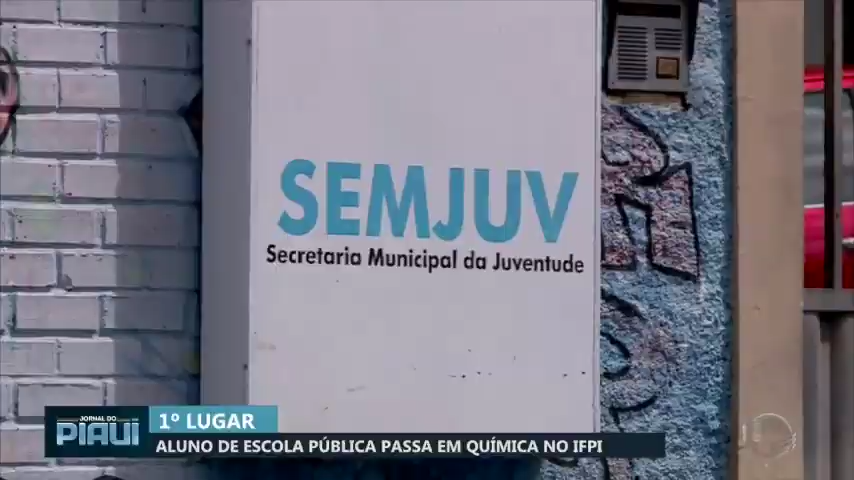 SEMJUV
Secretaria Municipal da Juventude
JORNAL DO
PIAUÍ
1º LUGAR
ALUNO DE ESCOLA PÚBLICA PASSA EM QUÍMICA NO IFPI